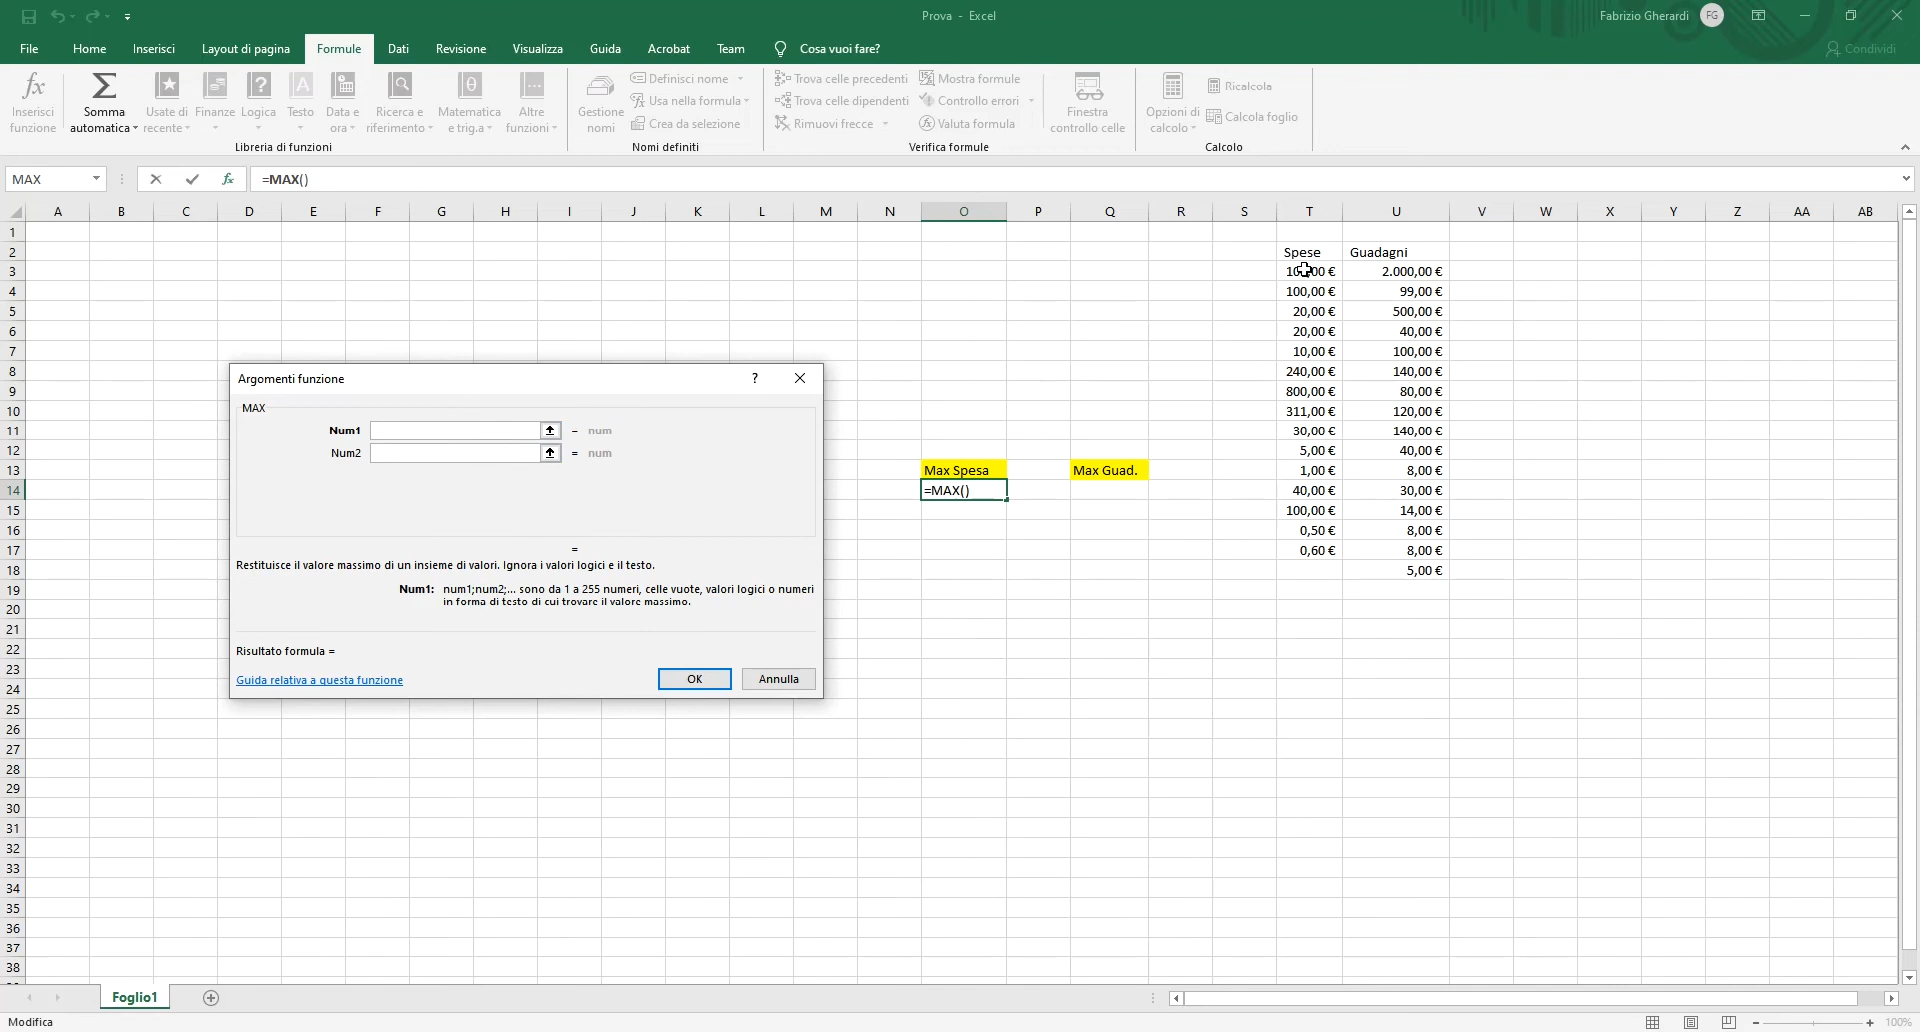 Prova - Excel
Fabrizio Gherardi FG
File Home Inserisci Layout di pagina Formule Dati Revisione Visualizza Guida Acrobat Team Cosa vuoi fare? Condividi
Inserisci funzione
Somma automatica
Usate di recente
Finanze
Logica
Testo
Data e ora
Ricerca e riferimento
Matematica e trig.a
Altre funzioni
Libreria di funzioni
Gestione nomi
Definisci nome
Usa nella formula
Crea da selezione
Nomi definiti
Trova celle precedenti
Trova celle dipendenti
Rimuovi frecce
Mostra formule
Controllo errori
Valuta formula
Finestra controllo celle
Verifica formule
Opzioni di calcolo
Ricalcola
Calcola foglio
Calcolo
MAX fx =MAX()
A B C D E F G H I J K L M N O P Q R S T U V W X Y Z AA AB
1
2 Spese Guadagni
3 2.000,00 €
4 100,00 € 99,00 €
5 20,00 € 500,00 €
6 20,00 € 40,00 €
7 10,00 € 100,00 €
8 240,00 € 140,00 €
9 800,00 € 80,00 €
10 311,00 € 120,00 €
11 30,00 € 140,00 €
12 5,00 € 40,00 €
13 Max Spesa Max Guad. 1,00 € 8,00 €
14 =MAX() 40,00 € 30,00 €
15 100,00 € 14,00 €
16 0,50 € 8,00 €
17 0,60 € 8,00 €
18 5,00 €
19
20
21
22
23
24
25
26
27
28
29
30
31
32
33
34
35
36
37
38
Argomenti funzione ?
MAX
Num1 = num
Num2 = num
=
Restituisce il valore massimo di un insieme di valori. Ignora i valori logici e il testo.
Num1: num1;num2;... sono da 1 a 255 numeri, celle vuote, valori logici o numeri
in forma di testo di cui trovare il valore massimo.
Risultato formula =
Guida relativa a questa funzione OK Annulla
Foglio1
Modifica 100%